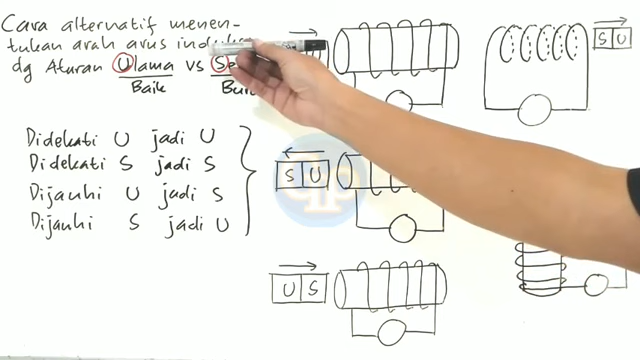 Cara alternatif menen-
tukan arah arus
dg Aturan Ulama vs
Baik
Didekati U jadi U
Didekati S jadi S
Dijauhi U jadi S
Dijauhi S jadi U
S U
S U
U S